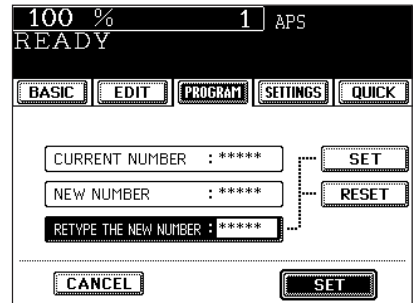 100 % 1 APS
READY
BASIC EDIT PROGRAM SETTINGS QUICK
CURRENT NUMBER : ***** SET
NEW NUMBER : ***** RESET
RETYPE THE NEW NUMBER : *****
CANCEL SET